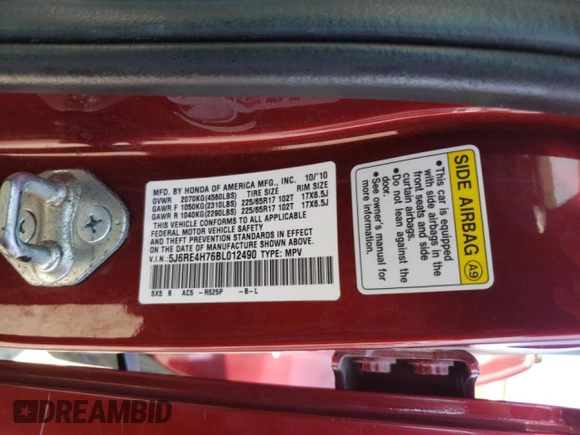 MFD. BY HONDA OF AMERICA MFG., INC. 10/'10
GVWR 2070KG(4560LBS) TIRE SIZE RIM SIZE
GAWR F 1050KG(2310LBS) 225/65R17 102T 17X6.5J
GAWR R 1040KG(2290LBS) 225/65R17 102T 17X6.5J
THIS VEHICLE CONFORMS TO ALL APPLICABLE
FEDERAL MOTOR VEHICLE SAFETY
AND THEFT PREVENTION STANDARDS IN EFFECT
ON THE DATE OF MANUFACTURE SHOWN ABOVE.
V.I.N.:5J6RE4H76BL012490 TYPE: MPV
SX5 8 AC5 -R525P -B-L
SIDE AIRBAG A9
•This car is equipped
with side airbags in the
front seats and side
curtain airbags.
•Do not lean against the
door.
•See owner's manual
for more information.
DREAMBID